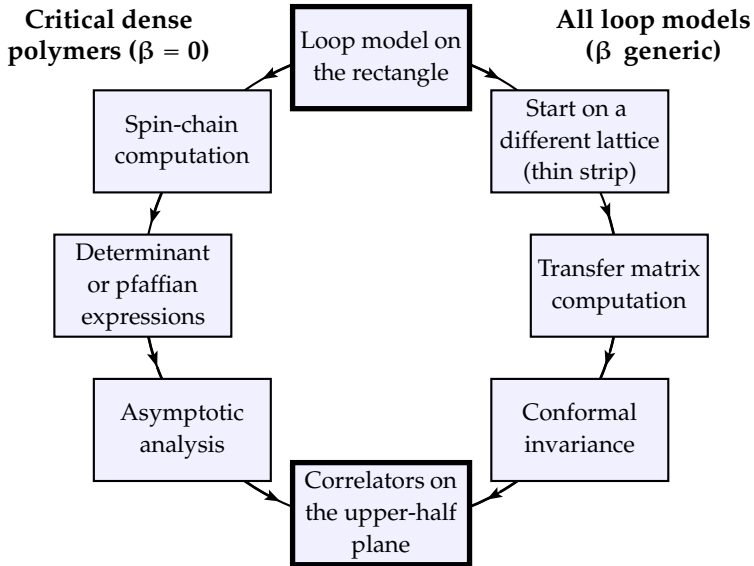 Critical dense
polymers (β = 0)
Loop model on
the rectangle
All loop models
(β generic)
Spin-chain
computation
Start on a
different lattice
(thin strip)
Determinant
or pfaffian
expressions
Transfer matrix
computation
Asymptotic
analysis
Conformal
invariance
Correlators on
the upper-half
plane